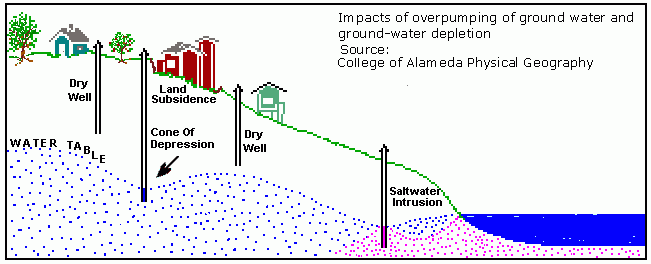 Impacts of overpumping of ground water and
ground-water depletion
Source:
College of Alameda Physical Geography
Dry
Well
Land
Subsidence
Cone Of
Depression
Dry
Well
WATER TABLE
Saltwater
Intrusion